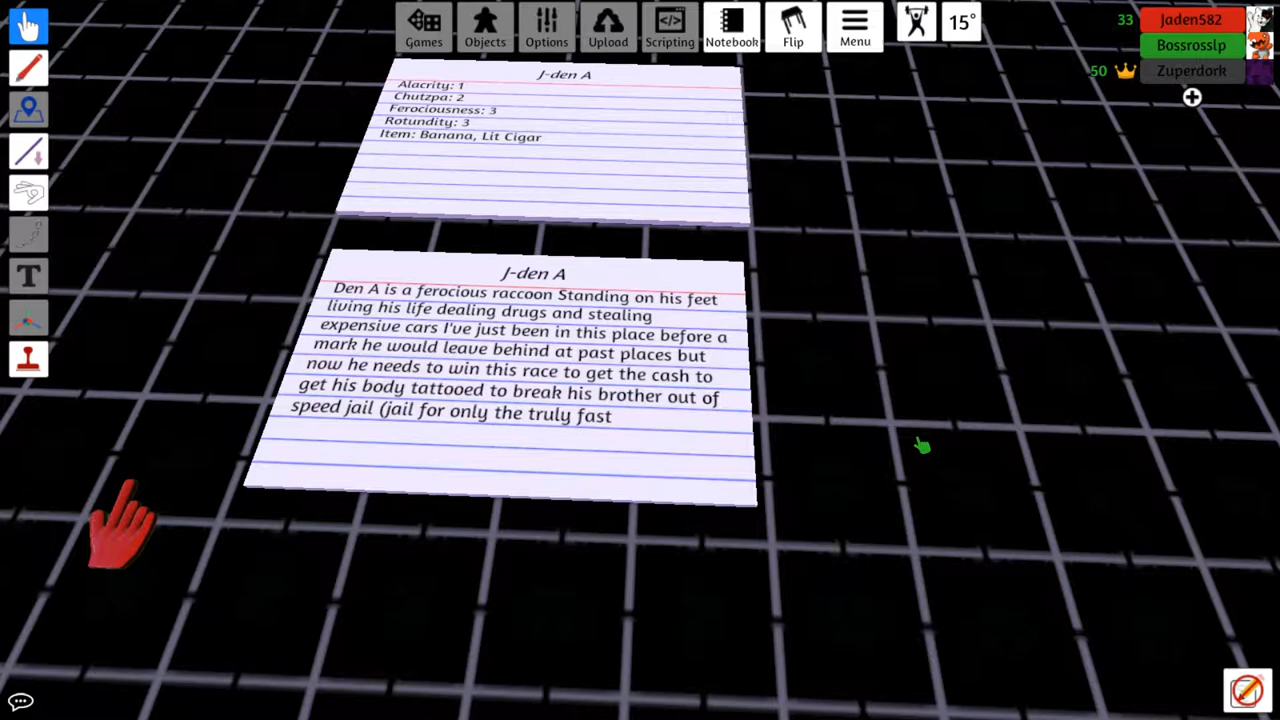 Games
Objects
Options
Upload
Scripting
Notebook
Flip
Menu
15°
33
Jaden582
Bossrosslp
50
Zuperdork
J-den A
Alacrity: 1
Chutzpa: 2
Ferociousness: 3
Rotundity: 3
Item: Banana, Lit Cigar
J-den A
Den A is a ferocious raccoon Standing on his feet
living his life dealing drugs and stealing
expensive cars I've just been in this place before a
mark he would leave behind at past places but
now he needs to win this race to get the cash to
get his body tattooed to break his brother out of
speed jail (jail for only the truly fast
T